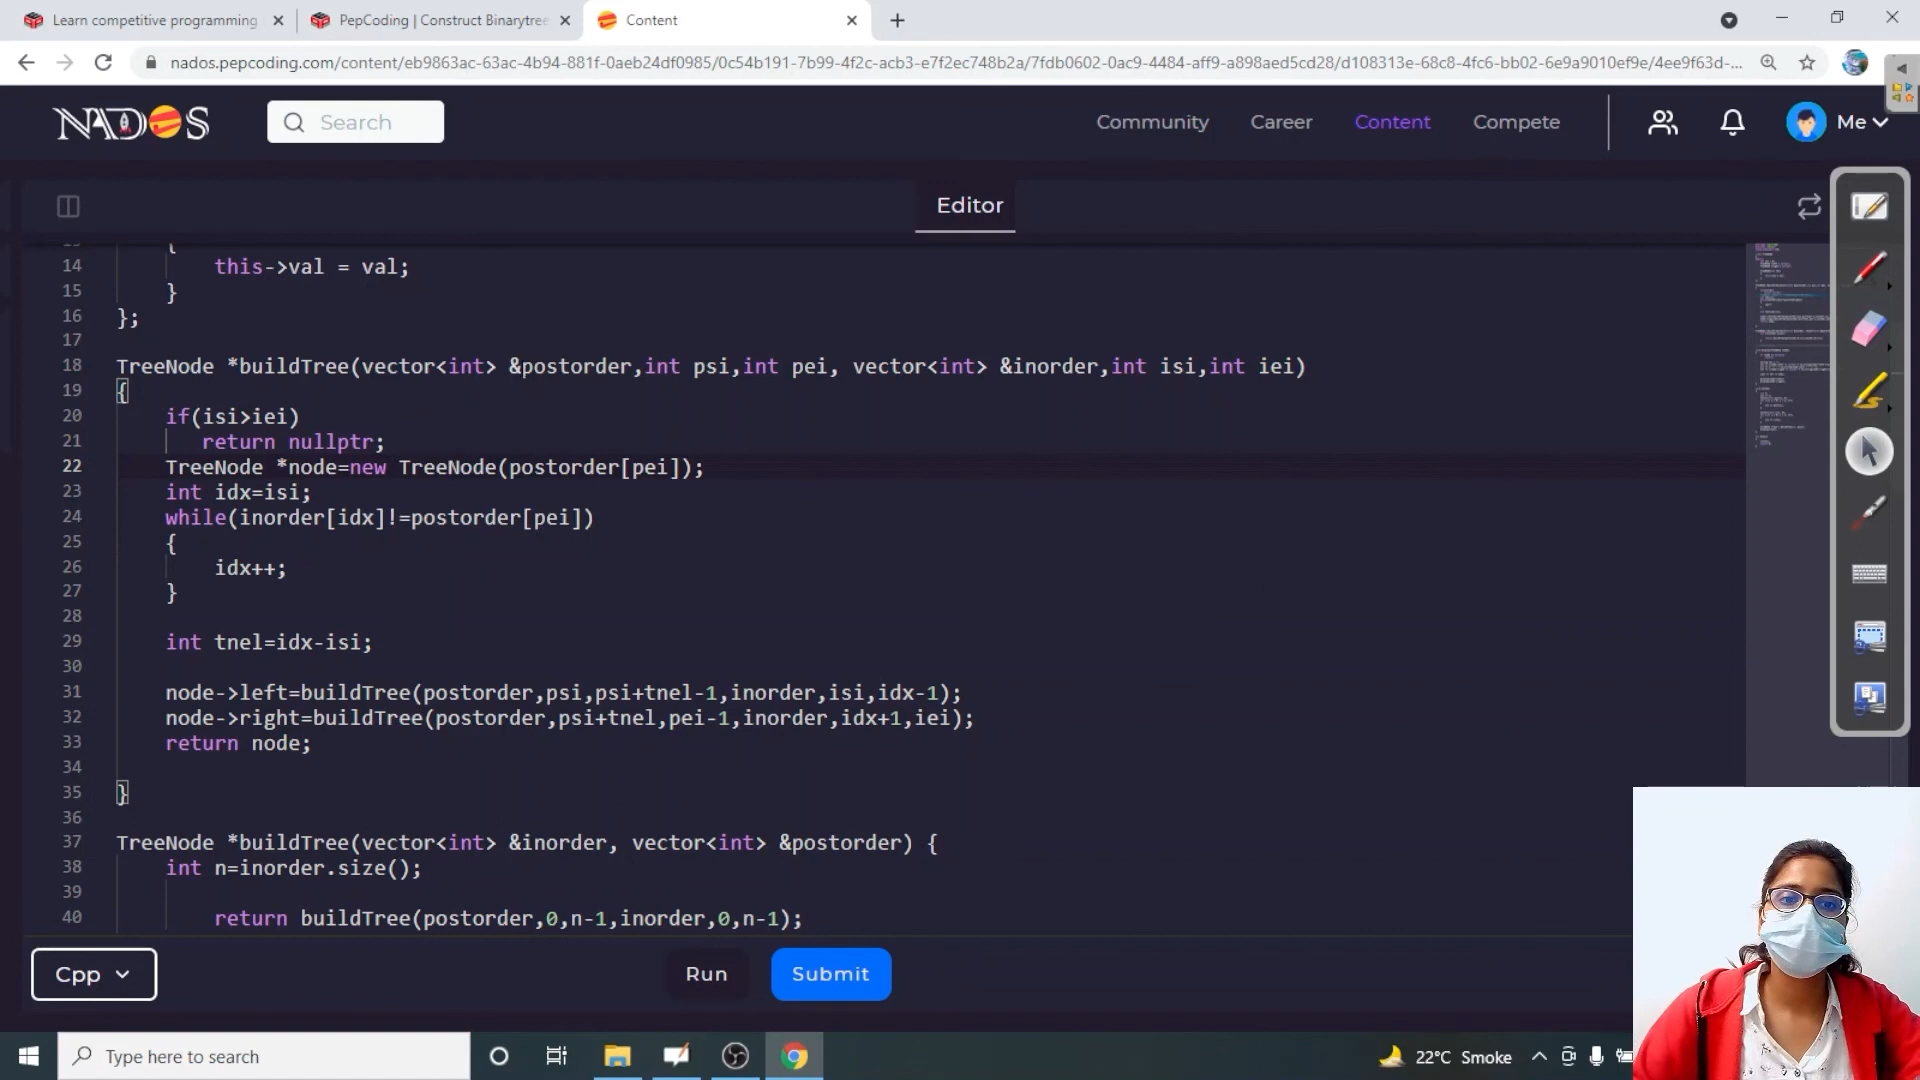 Learn competitive programming
PepCoding | Construct Binarytree
Content
nados.pepcoding.com/content/eb9863ac-63ac-4b94-881f-0aeb24df0985/0c54b191-7b99-4f2c-acb3-e7f2ec748b2a/7fdb0602-0ac9-4484-aff9-a898aed5cd28/d108313e-68c8-4fc6-bb02-6e9a9010ef9e/4ee9f63d-...
NADOS
Search
Community
Career
Content
Compete
Me
Editor
{
14 this->val = val;
15 }
16 };
17
18 TreeNode *buildTree(vector<int> &postorder,int psi,int pei, vector<int> &inorder,int isi,int iei)
19 {
20 if(isi>iei)
21 return nullptr;
22 TreeNode *node=new TreeNode(postorder[pei]);
23 int idx=isi;
24 while(inorder[idx]!=postorder[pei])
25 {
26 idx++;
27 }
28
29 int tnel=idx-isi;
30
31 node->left=buildTree(postorder,psi,psi+tnel-1,inorder,isi,idx-1);
32 node->right=buildTree(postorder,psi+tnel,pei-1,inorder,idx+1,iei);
33 return node;
34
35 }
36
37 TreeNode *buildTree(vector<int> &inorder, vector<int> &postorder) {
38 int n=inorder.size();
39
40 return buildTree(postorder,0,n-1,inorder,0,n-1);
Cpp
Run
Submit
Type here to search
22°C Smoke